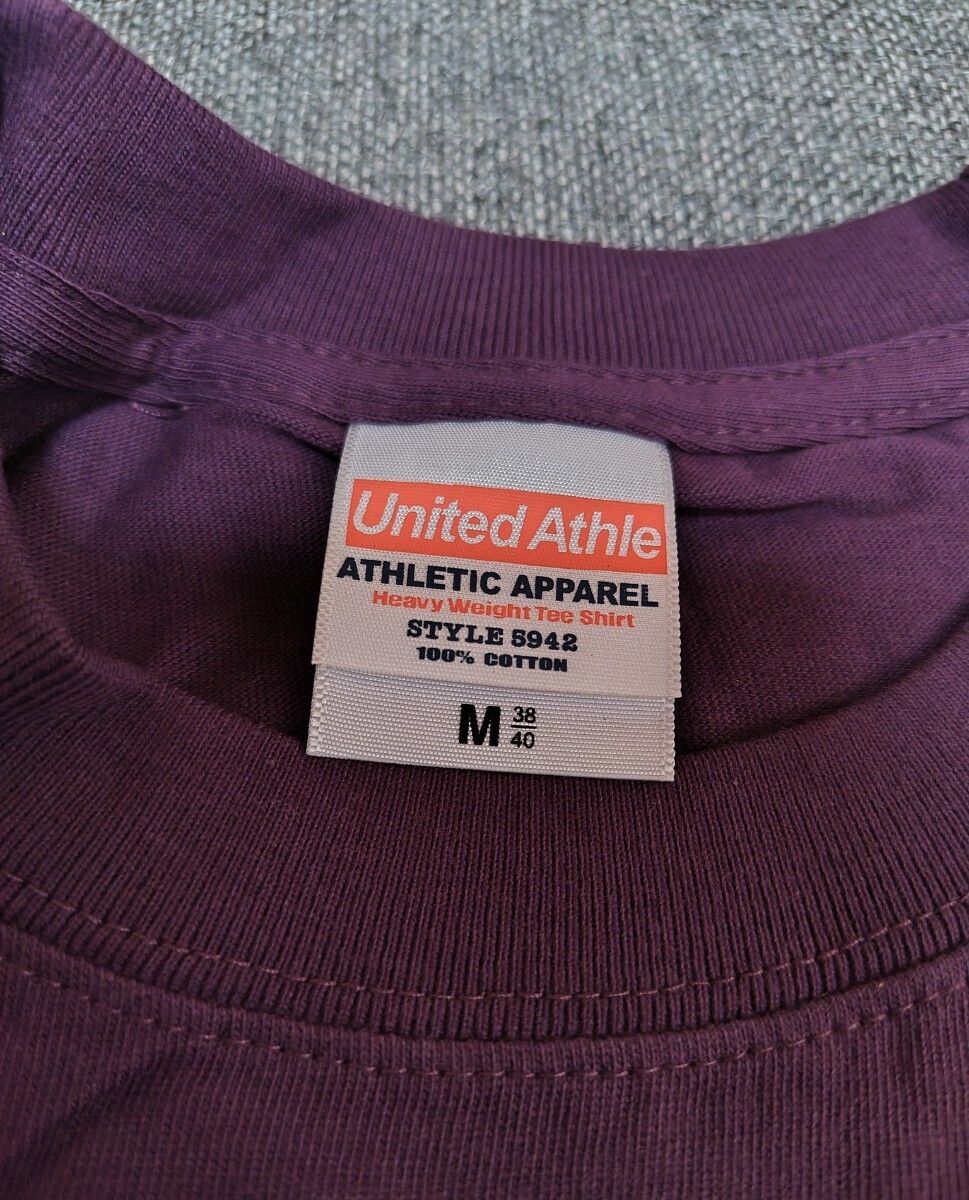 United Athle
ATHLETIC APPAREL
Heavy Weight Tee Shirt
STYLE 5942
100% COTTON
M 38/40